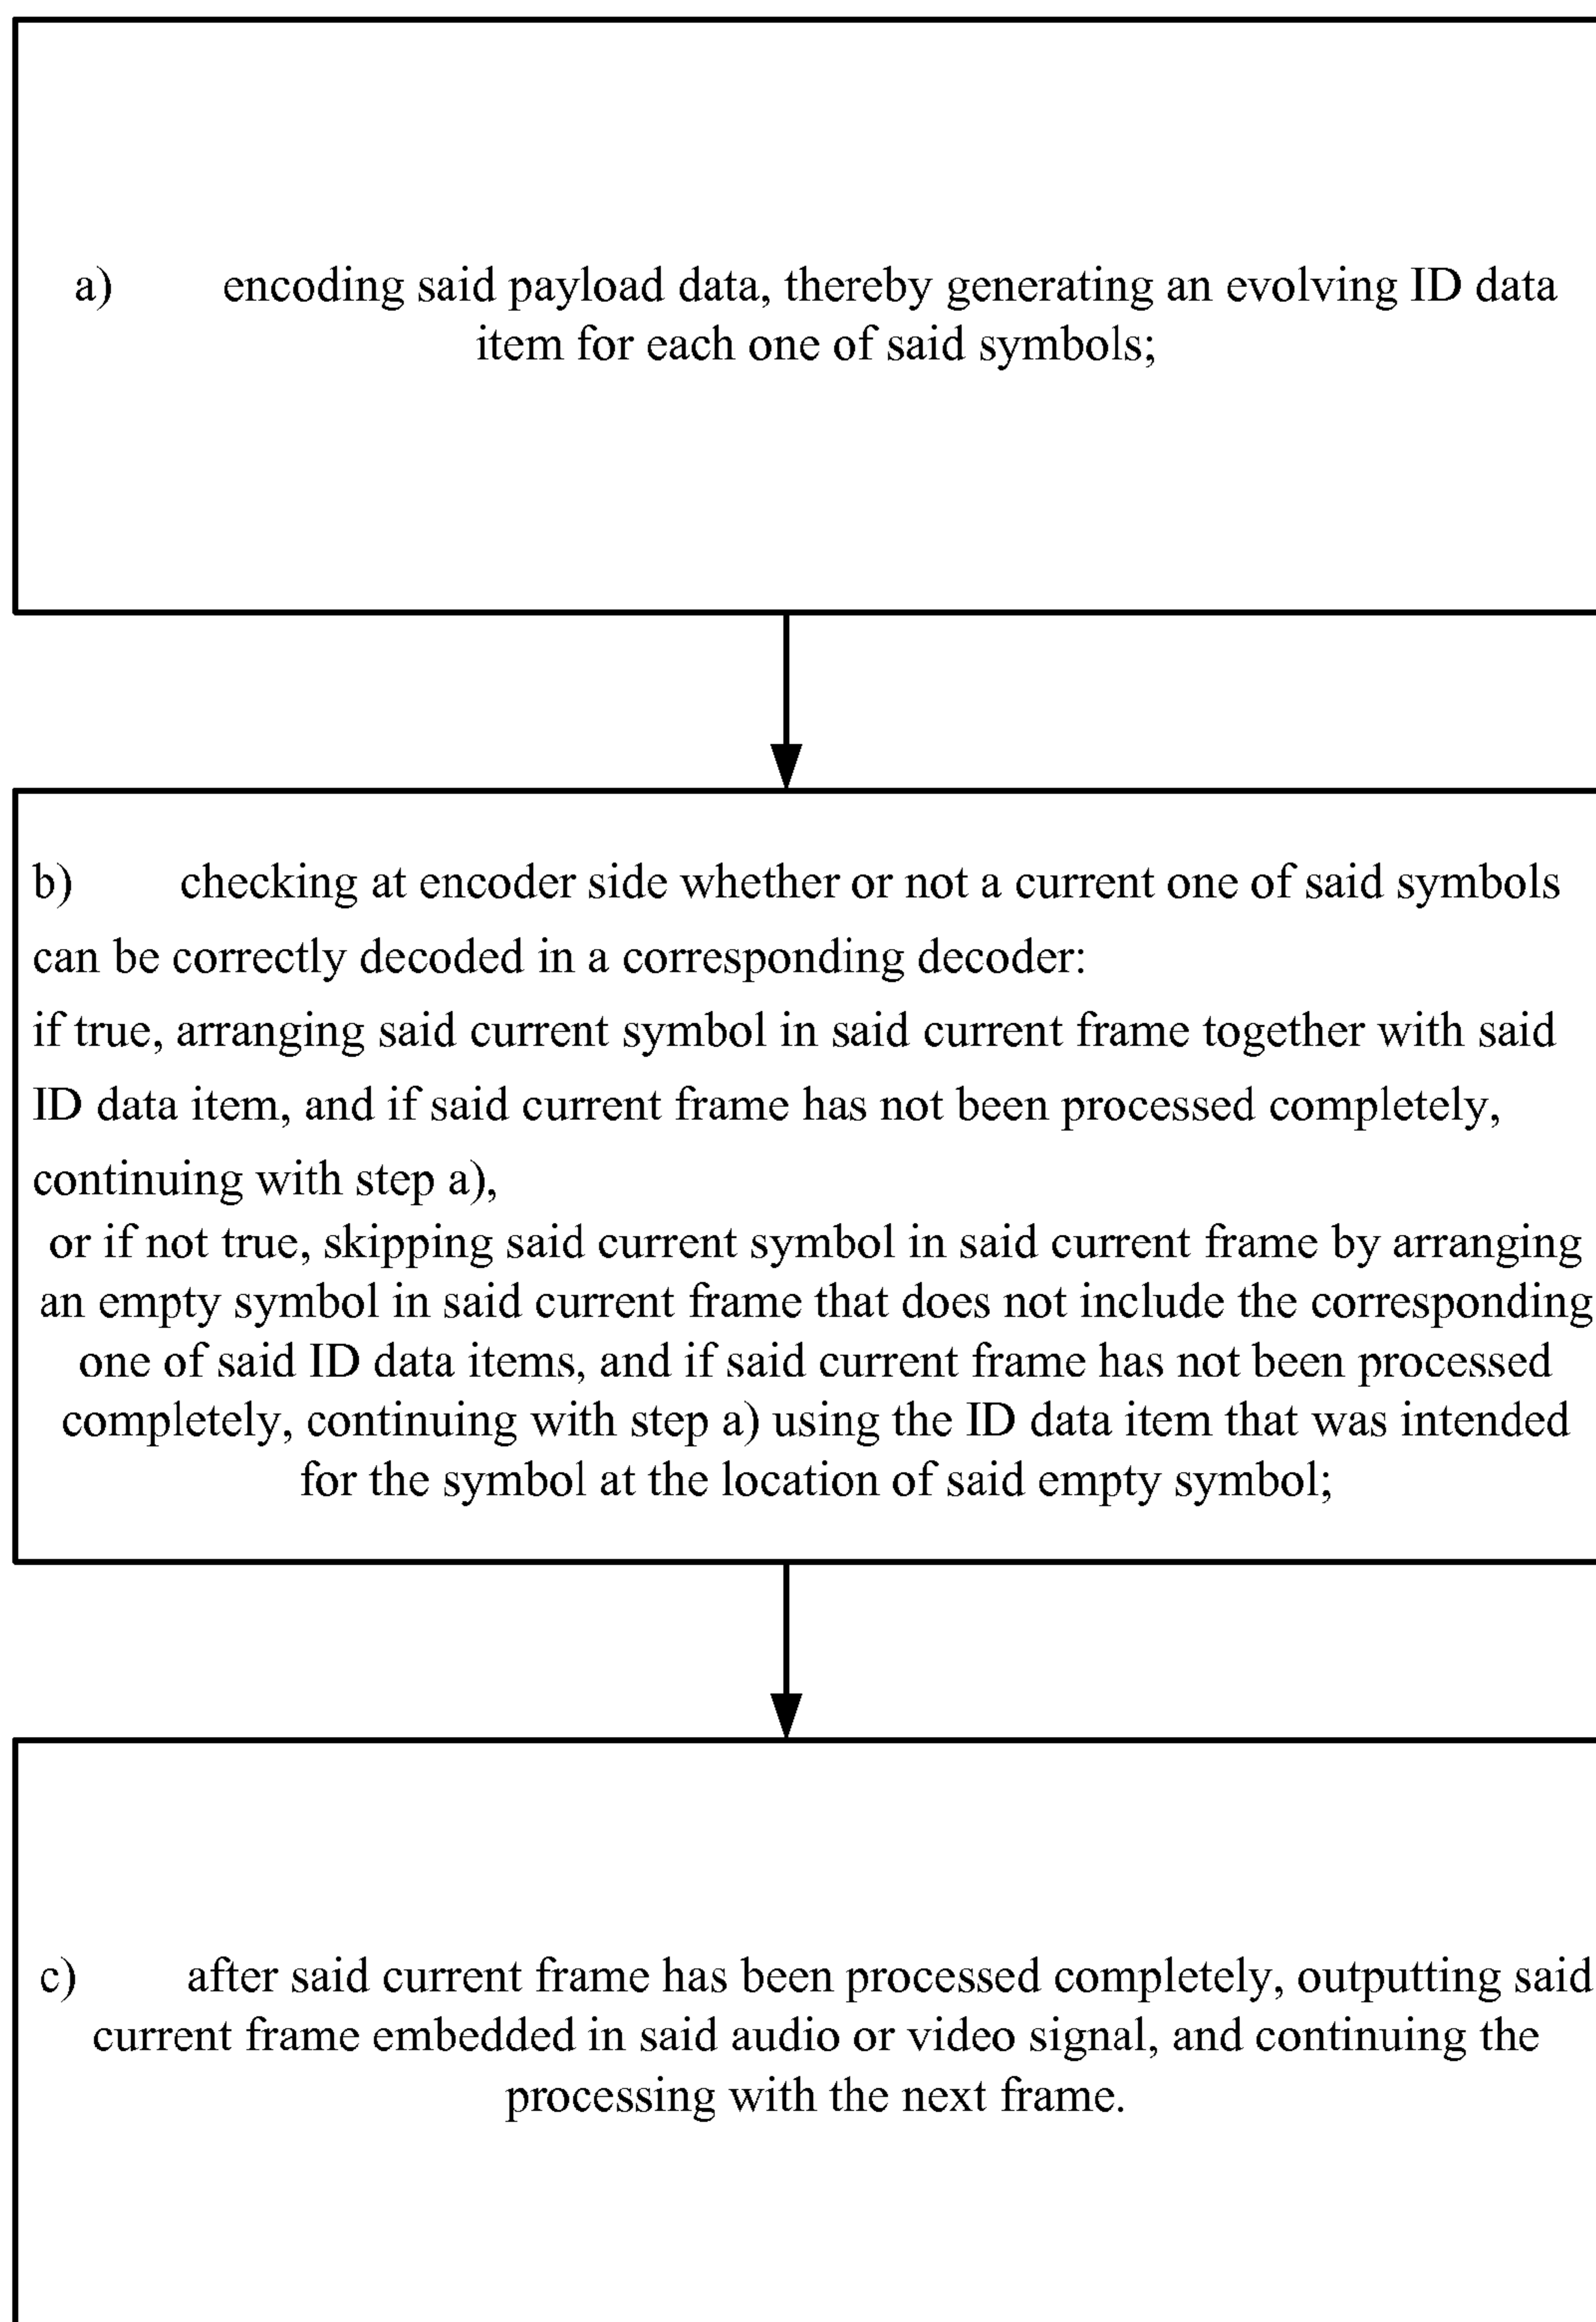 a) encoding said payload data, thereby generating an evolving ID data
item for each one of said symbols;
b) checking at encoder side whether or not a current one of said symbols
can be correctly decoded in a corresponding decoder:
if true, arranging said current symbol in said current frame together with said
ID data item, and if said current frame has not been processed completely,
continuing with step a),
or if not true, skipping said current symbol in said current frame by arranging
an empty symbol in said current frame that does not include the corresponding
one of said ID data items, and if said current frame has not been processed
completely, continuing with step a) using the ID data item that was intended
for the symbol at the location of said empty symbol;
c) after said current frame has been processed completely, outputting said
current frame embedded in said audio or video signal, and continuing the
processing with the next frame.